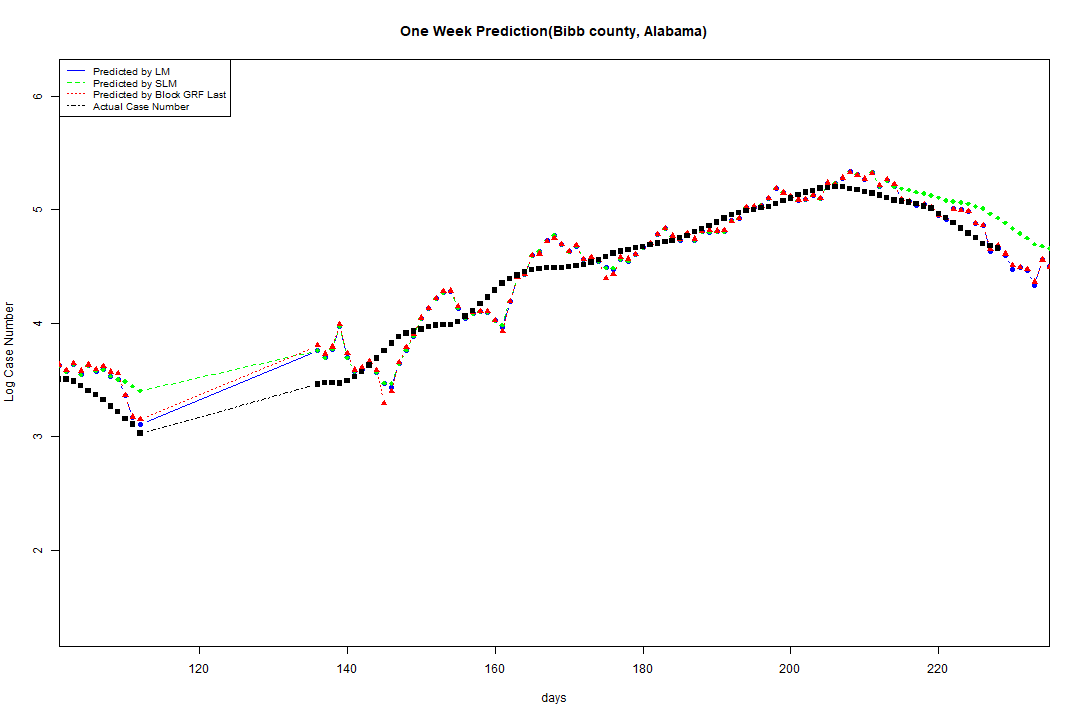 One Week Prediction(Bibb county, Alabama)
Predicted by LM
Predicted by SLM
Predicted by Block GRF Last
Actual Case Number
6
5
4
3
2
Log Case Number
120 140 160 180 200 220
days